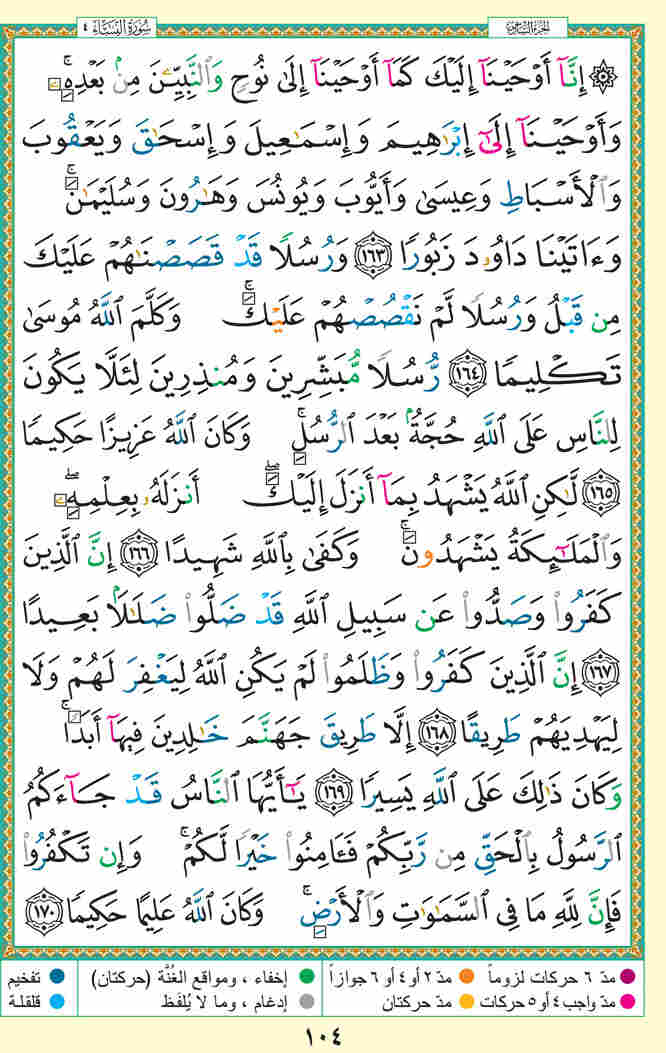 سُورَةُ النِّسَاءِ ٤
الجزء السادس
۞ إِنَّآ أَوْحَيْنَآ إِلَيْكَ كَمَآ أَوْحَيْنَآ إِلَىٰ نُوحٍ وَٱلنَّبِيِّـۧنَ مِنۢ بَعْدِهِۦۚ
وَأَوْحَيْنَآ إِلَىٰٓ إِبْرَٰهِيمَ وَإِسْمَٰعِيلَ وَإِسْحَٰقَ وَيَعْقُوبَ
وَٱلْأَسْبَاطِ وَعِيسَىٰ وَأَيُّوبَ وَيُونُسَ وَهَٰرُونَ وَسُلَيْمَٰنَۚ
وَءَاتَيْنَا دَاوُۥدَ زَبُورًا ١٦٣ وَرُسُلًا قَدْ قَصَصْنَٰهُمْ عَلَيْكَ
مِن قَبْلُ وَرُسُلًا لَّمْ نَقْصُصْهُمْ عَلَيْكَۚ وَكَلَّمَ ٱللَّهُ مُوسَىٰ
تَكْلِيمًا ١٦٤ رُّسُلًا مُّبَشِّرِينَ وَمُنذِرِينَ لِئَلَّا يَكُونَ
لِلنَّاسِ عَلَى ٱللَّهِ حُجَّةٌۢ بَعْدَ ٱلرُّسُلِۚ وَكَانَ ٱللَّهُ عَزِيزًا حَكِيمًا
١٦٥ لَّٰكِنِ ٱللَّهُ يَشْهَدُ بِمَآ أَنزَلَ إِلَيْكَۖ أَنزَلَهُۥ بِعِلْمِهِۦۖ
وَٱلْمَلَٰٓئِكَةُ يَشْهَدُونَۚ وَكَفَىٰ بِٱللَّهِ شَهِيدًا ١٦٦ إِنَّ ٱلَّذِينَ
كَفَرُوا۟ وَصَدُّوا۟ عَن سَبِيلِ ٱللَّهِ قَدْ ضَلُّوا۟ ضَلَٰلًۢا بَعِيدًا
١٦٧ إِنَّ ٱلَّذِينَ كَفَرُوا۟ وَظَلَمُوا۟ لَمْ يَكُنِ ٱللَّهُ لِيَغْفِرَ لَهُمْ وَلَا
لِيَهْدِيَهُمْ طَرِيقًا ١٦٨ إِلَّا طَرِيقَ جَهَنَّمَ خَٰلِدِينَ فِيهَآ أَبَدًاۚ
وَكَانَ ذَٰلِكَ عَلَى ٱللَّهِ يَسِيرًا ١٦٩ يَٰٓأَيُّهَا ٱلنَّاسُ قَدْ جَآءَكُمُ
ٱلرَّسُولُ بِٱلْحَقِّ مِن رَّبِّكُمْ فَـَٔامِنُوا۟ خَيْرًا لَّكُمْۚ وَإِن تَكْفُرُوا۟
فَإِنَّ لِلَّهِ مَا فِى ٱلسَّمَٰوَٰتِ وَٱلْأَرْضِۚ وَكَانَ ٱللَّهُ عَلِيمًا حَكِيمًا ١٧٠
مدّ ٦ حركات لزوماً مدّ ٢ أو ٤ أو ٦ جوازاً إخفاء ، ومواقع الغُنَّة (حركتان) تفخيم
مدّ واجب ٤ أو ٥ حركات مدّ حركتان إدغام ، وما لا يُلفَظ قلقلة
١٠٤